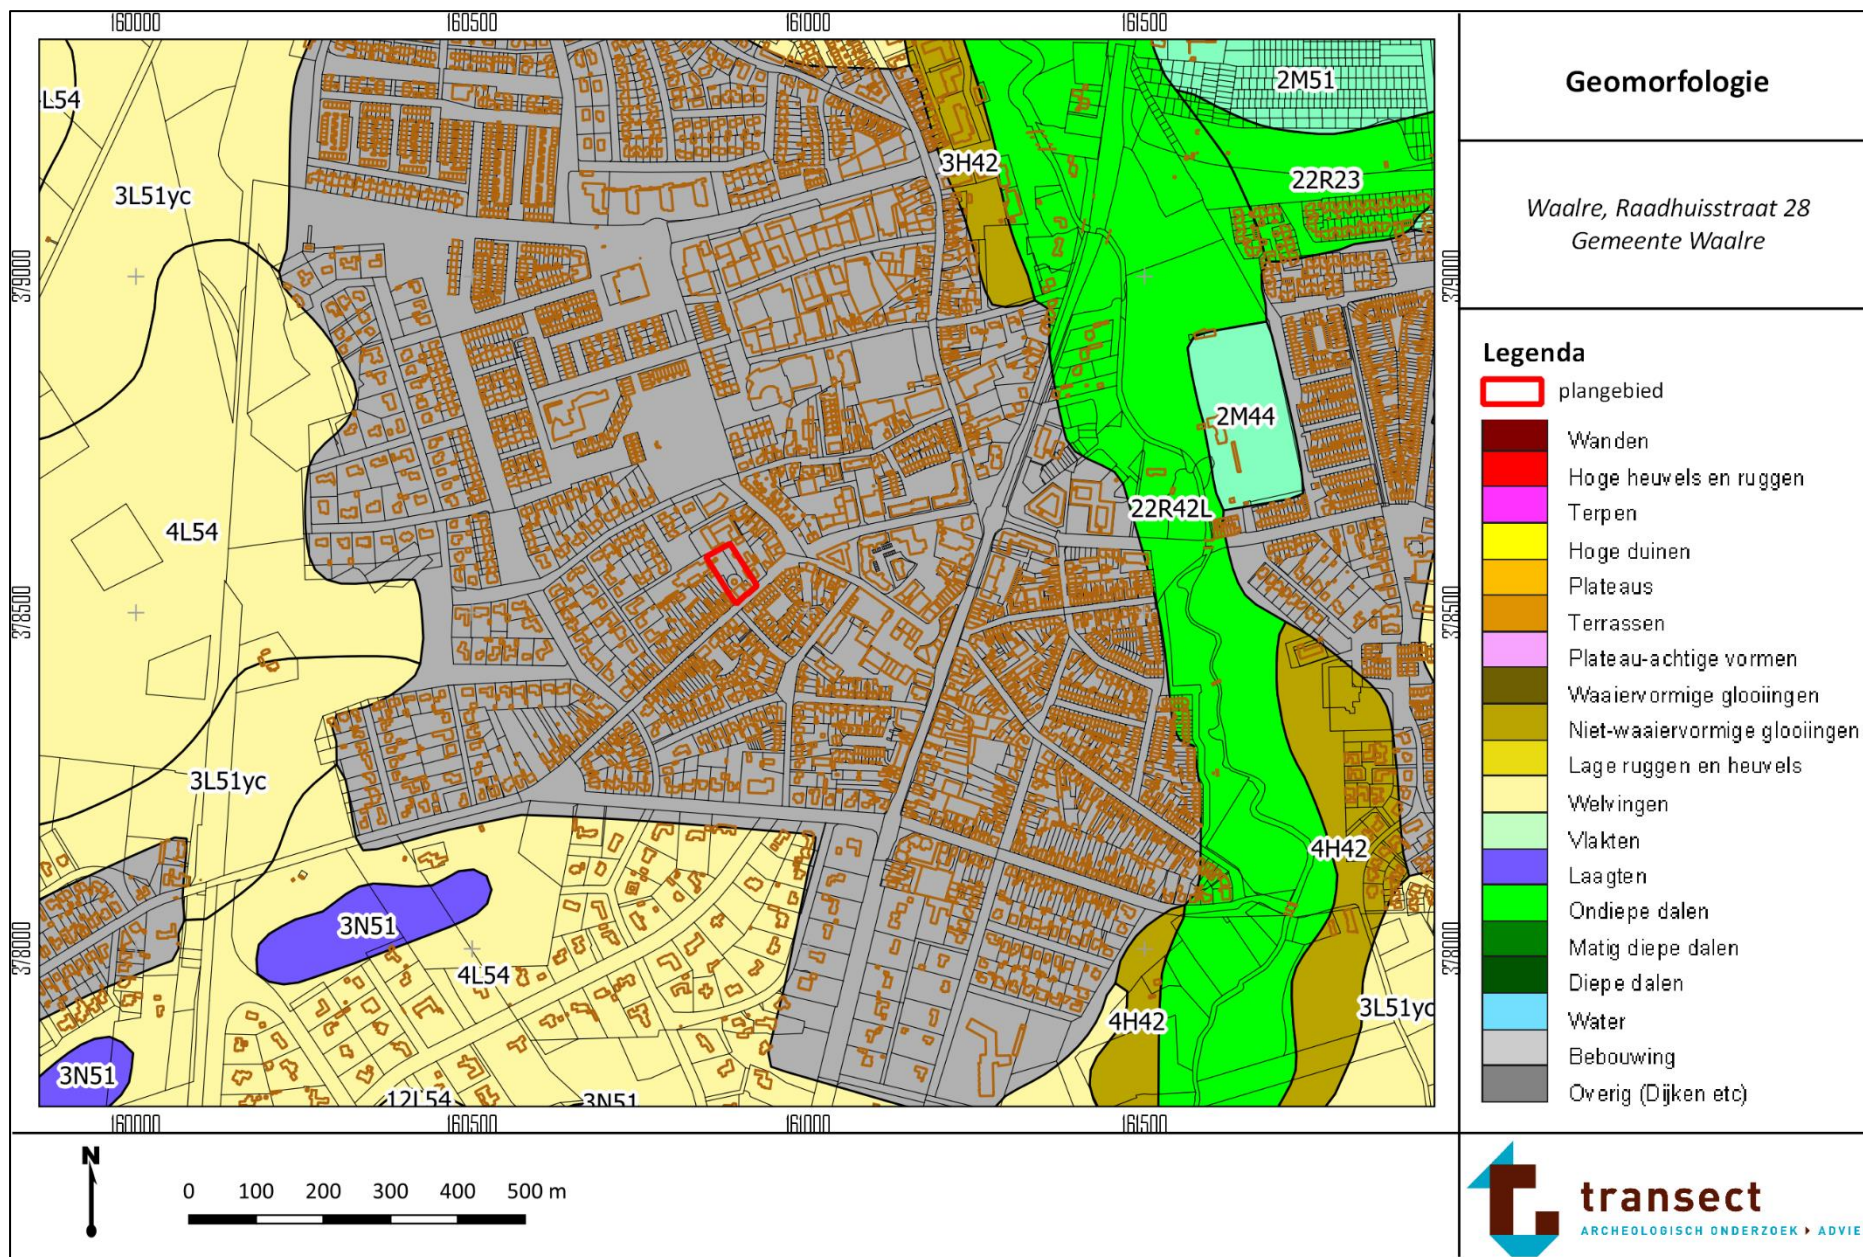 160000
160500
161000
161500
379000
378500
378000
379000
378500
378000
160000
160500
161000
161500
L54
3L51yc
4L54
3L51yc
3N51
4L54
3N51
12L54
3N51
3H42
2M51
22R23
2M44
22R42L
4H42
4H42
3L51yc
Geomorfologie
Waalre, Raadhuisstraat 28
Gemeente Waalre
Legenda
plangebied
Wanden
Hoge heuvels en ruggen
Terpen
Hoge duinen
Plateaus
Terrassen
Plateau-achtige vormen
Waaiervormige glooiingen
Niet-waaiervormige glooiingen
Lage ruggen en heuvels
Welvingen
Vlakten
Laagten
Ondiepe dalen
Matig diepe dalen
Diepe dalen
Water
Bebouwing
Overig (Dijken etc)
N
0 100 200 300 400 500 m
transect
ARCHEOLOGISCH ONDERZOEK ADVIE